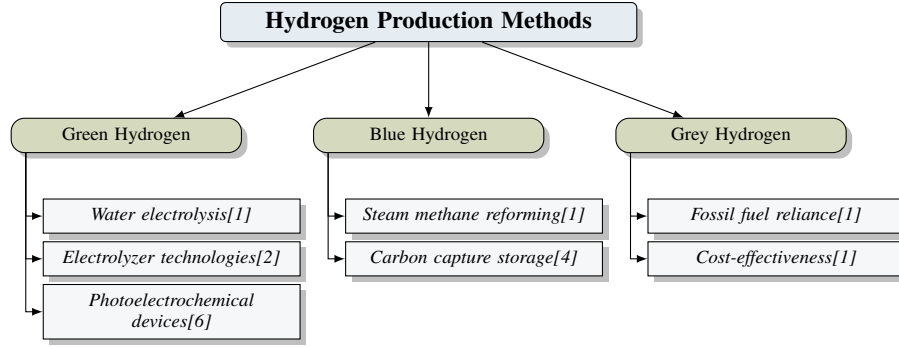 Hydrogen Production Methods
Green Hydrogen
Blue Hydrogen
Grey Hydrogen
Water electrolysis[1]
Steam methane reforming[1]
Fossil fuel reliance[1]
Electrolyzer technologies[2]
Carbon capture storage[4]
Cost-effectiveness[1]
Photoelectrochemical
devices[6]